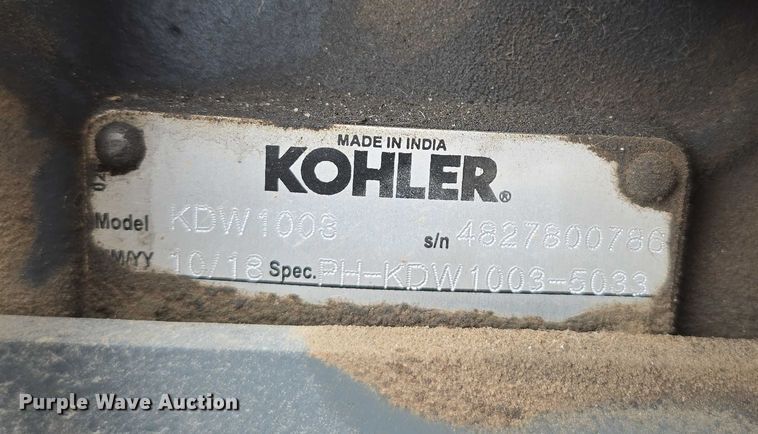 MADE IN INDIA
KOHLER®
Model KDW1003 s/n 4827800786
MM/YY 10/18 Spec. PH-KDW1003-5033
Purple Wave Auction